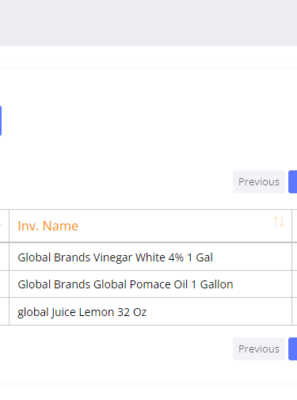 Previous
Inv. Name
Global Brands Vinegar White 4% 1 Gal
Global Brands Global Pomace Oil 1 Gallon
global Juice Lemon 32 Oz
Previous